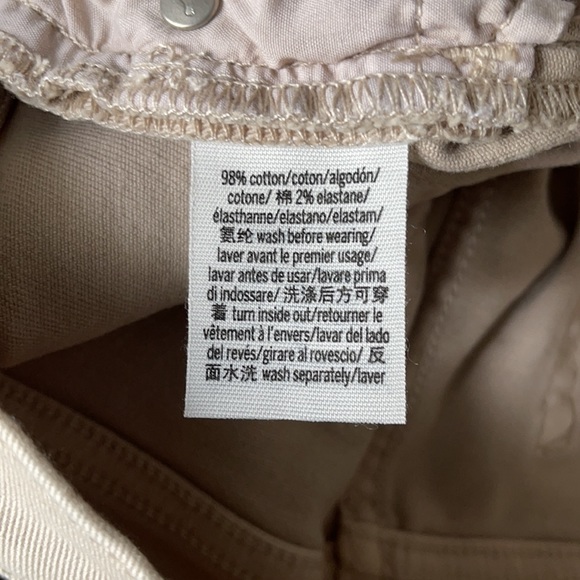 98% cotton/coton/algodón/
cotone/ 棉 2% elastane/
élasthanne/elastano/elastam/
氨纶 wash before wearing/
laver avant le premier usage/
lavar antes de usar/lavare prima
di indossare/ 洗涤后方可穿
着 turn inside out/retourner le
vêtement à l'envers/lavar del lado
del revés/girare al rovescio/ 反
面水洗 wash separately/laver